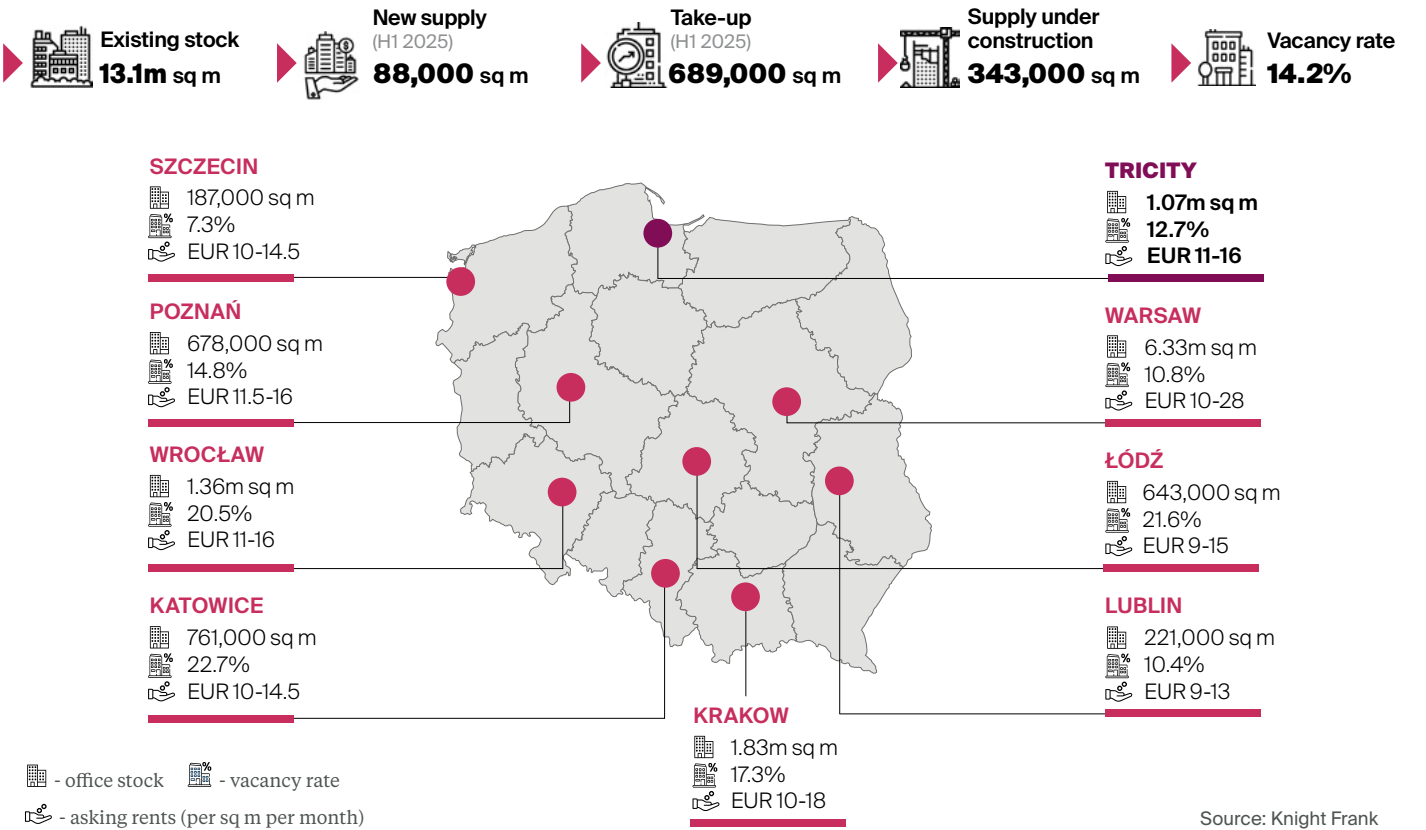 Existing stock
13.1m sq m
New supply
(H1 2025)
88,000 sq m
Take-up
(H1 2025)
689,000 sq m
Supply under
construction
343,000 sq m
Vacancy rate
14.2%
SZCZECIN
187,000 sq m
%
7.3%
EUR 10-14.5
POZNAŃ
678,000 sq m
%
14.8%
EUR 11.5-16
WROCŁAW
1.36m sq m
%
20.5%
EUR 11-16
KATOWICE
761,000 sq m
%
22.7%
EUR 10-14.5
TRICITY
1.07m sq m
%
12.7%
EUR 11-16
WARSAW
6.33m sq m
%
10.8%
EUR 10-28
ŁÓDŹ
643,000 sq m
%
21.6%
EUR 9-15
LUBLIN
221,000 sq m
%
10.4%
EUR 9-13
KRAKOW
1.83m sq m
%
17.3%
EUR 10-18
- office stock % - vacancy rate
- asking rents (per sq m per month)
Source: Knight Frank